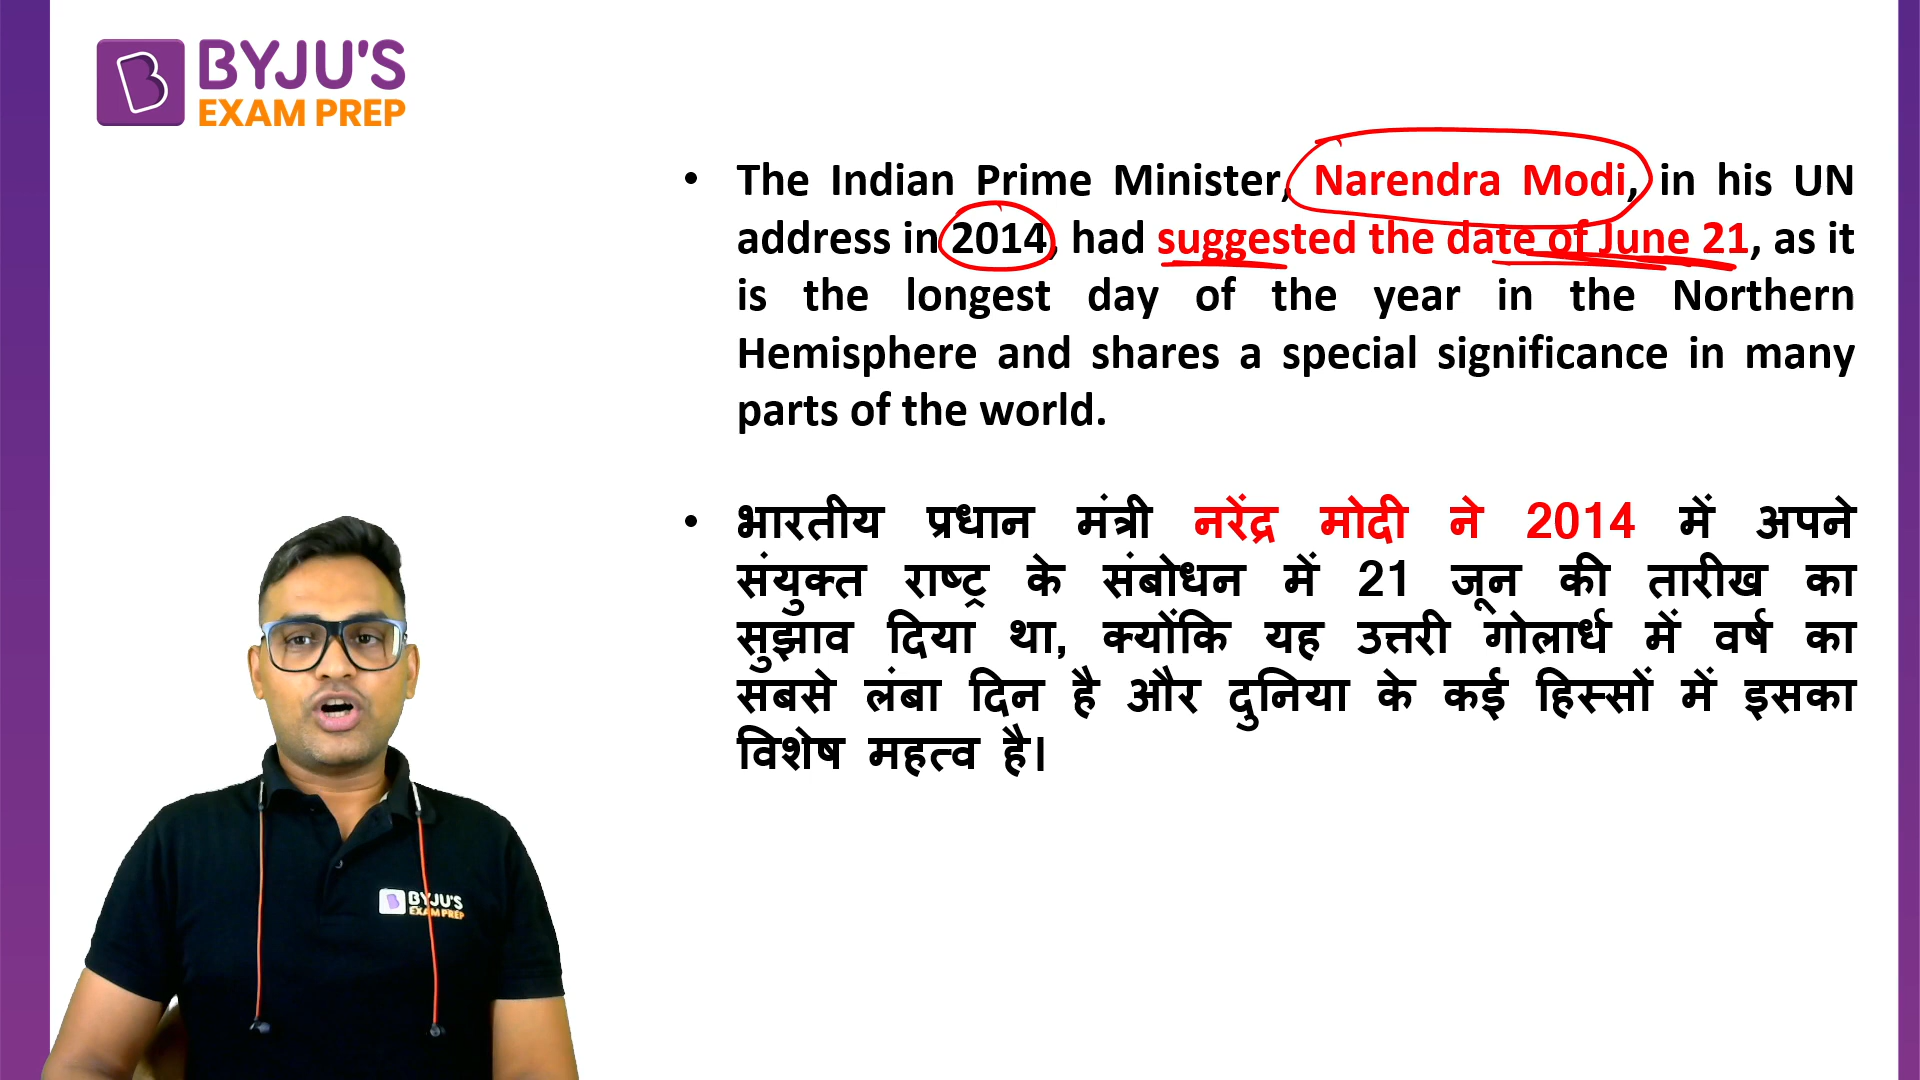 BYJU'S
EXAM PREP
• The Indian Prime Minister, Narendra Modi, in his UN
address in 2014, had suggested the date of June 21, as it
is the longest day of the year in the Northern
Hemisphere and shares a special significance in many
parts of the world.
• भारतीय प्रधान मंत्री नरेंद्र मोदी ने 2014 में अपने
संयुक्त राष्ट्र के संबोधन में 21 जून की तारीख का
सुझाव दिया था, क्योंकि यह उत्तरी गोलार्ध में वर्ष का
सबसे लंबा दिन है और दुनिया के कई हिस्सों में इसका
विशेष महत्व है।
BYJU'S
EXAM PREP